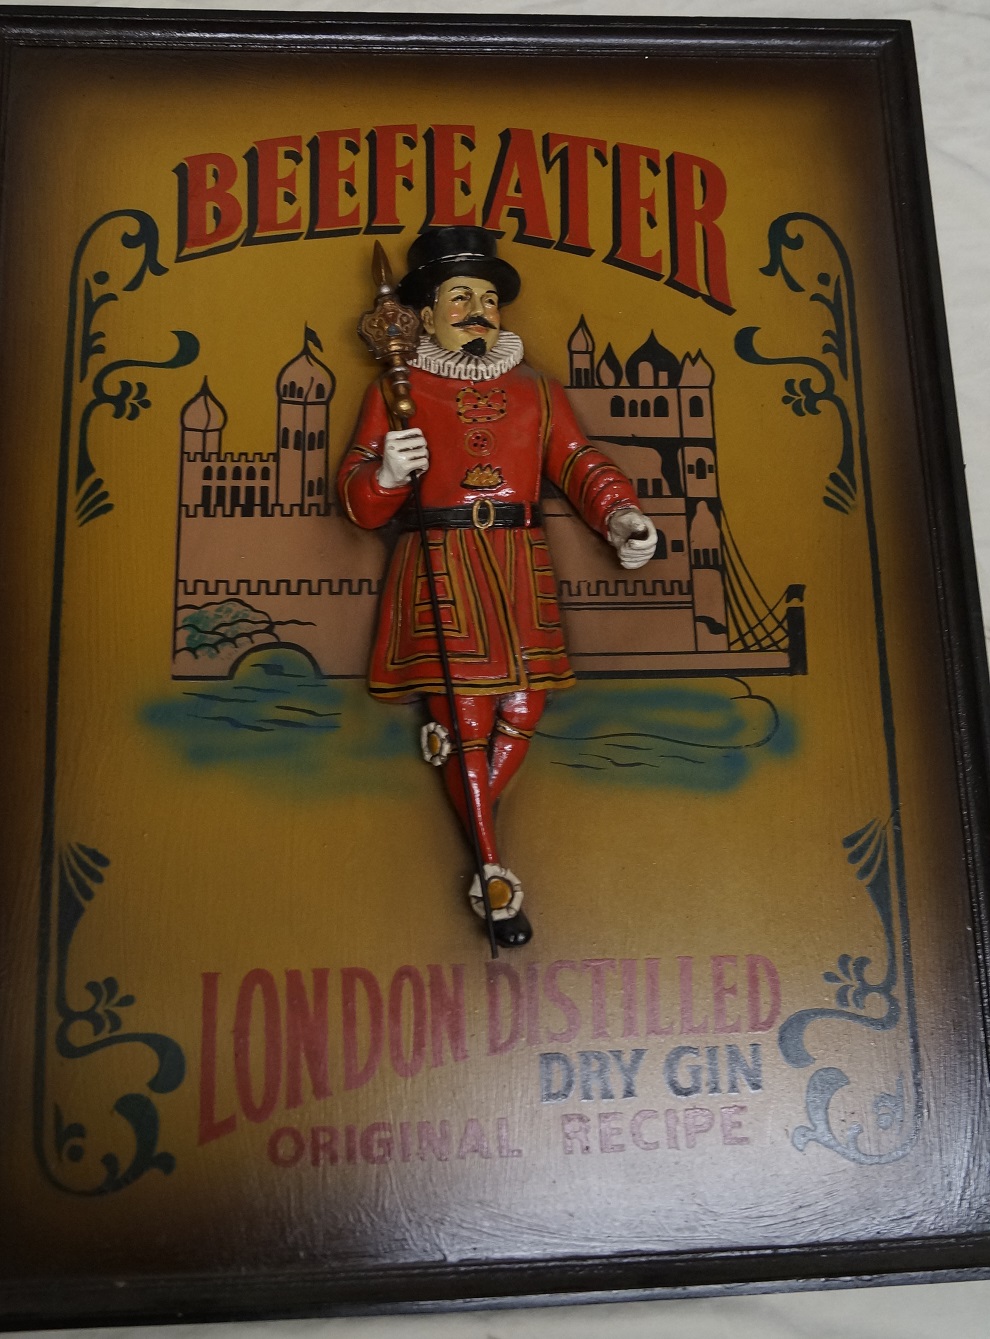 BEEFEATER
LONDON DISTILLED
DRY GIN
ORIGINAL RECIPE